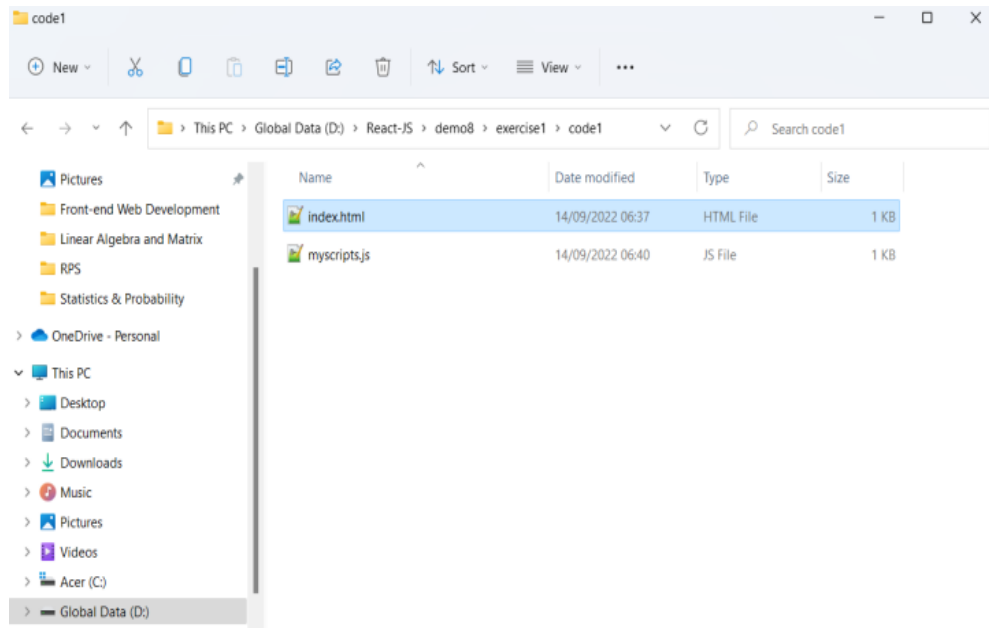 code1
New Sort View
This PC > Global Data (D:) > React-JS > demo8 > exercise1 > code1 Search code1
Name Date modified Type Size
index.html 14/09/2022 06:37 HTML File 1 KB
myscripts.js 14/09/2022 06:40 JS File 1 KB
Pictures
Front-end Web Development
Linear Algebra and Matrix
RPS
Statistics & Probability
OneDrive - Personal
This PC
Desktop
Documents
Downloads
Music
Pictures
Videos
Acer (C:)
Global Data (D:)